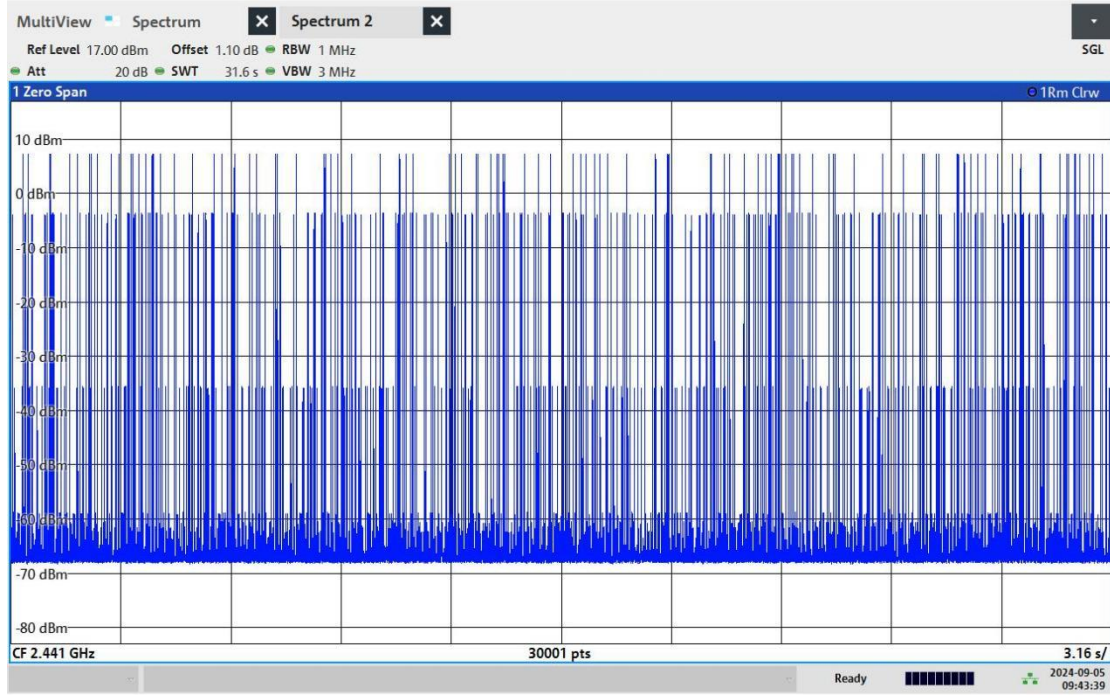 MultiView Spectrum X Spectrum 2 X
Ref Level 17.00 dBm Offset 1.10 dB RBW 1 MHz SGL
Att 20 dB SWT 31.6 s VBW 3 MHz
1 Zero Span 1Rm Clrw
10 dBm
0 dBm
-10 dBm
-20 dBm
-30 dBm
-40 dBm
-50 dBm
-60 dBm
-70 dBm
-80 dBm
CF 2.441 GHz 30001 pts 3.16 s/
Ready 2024-09-05
09:43:39